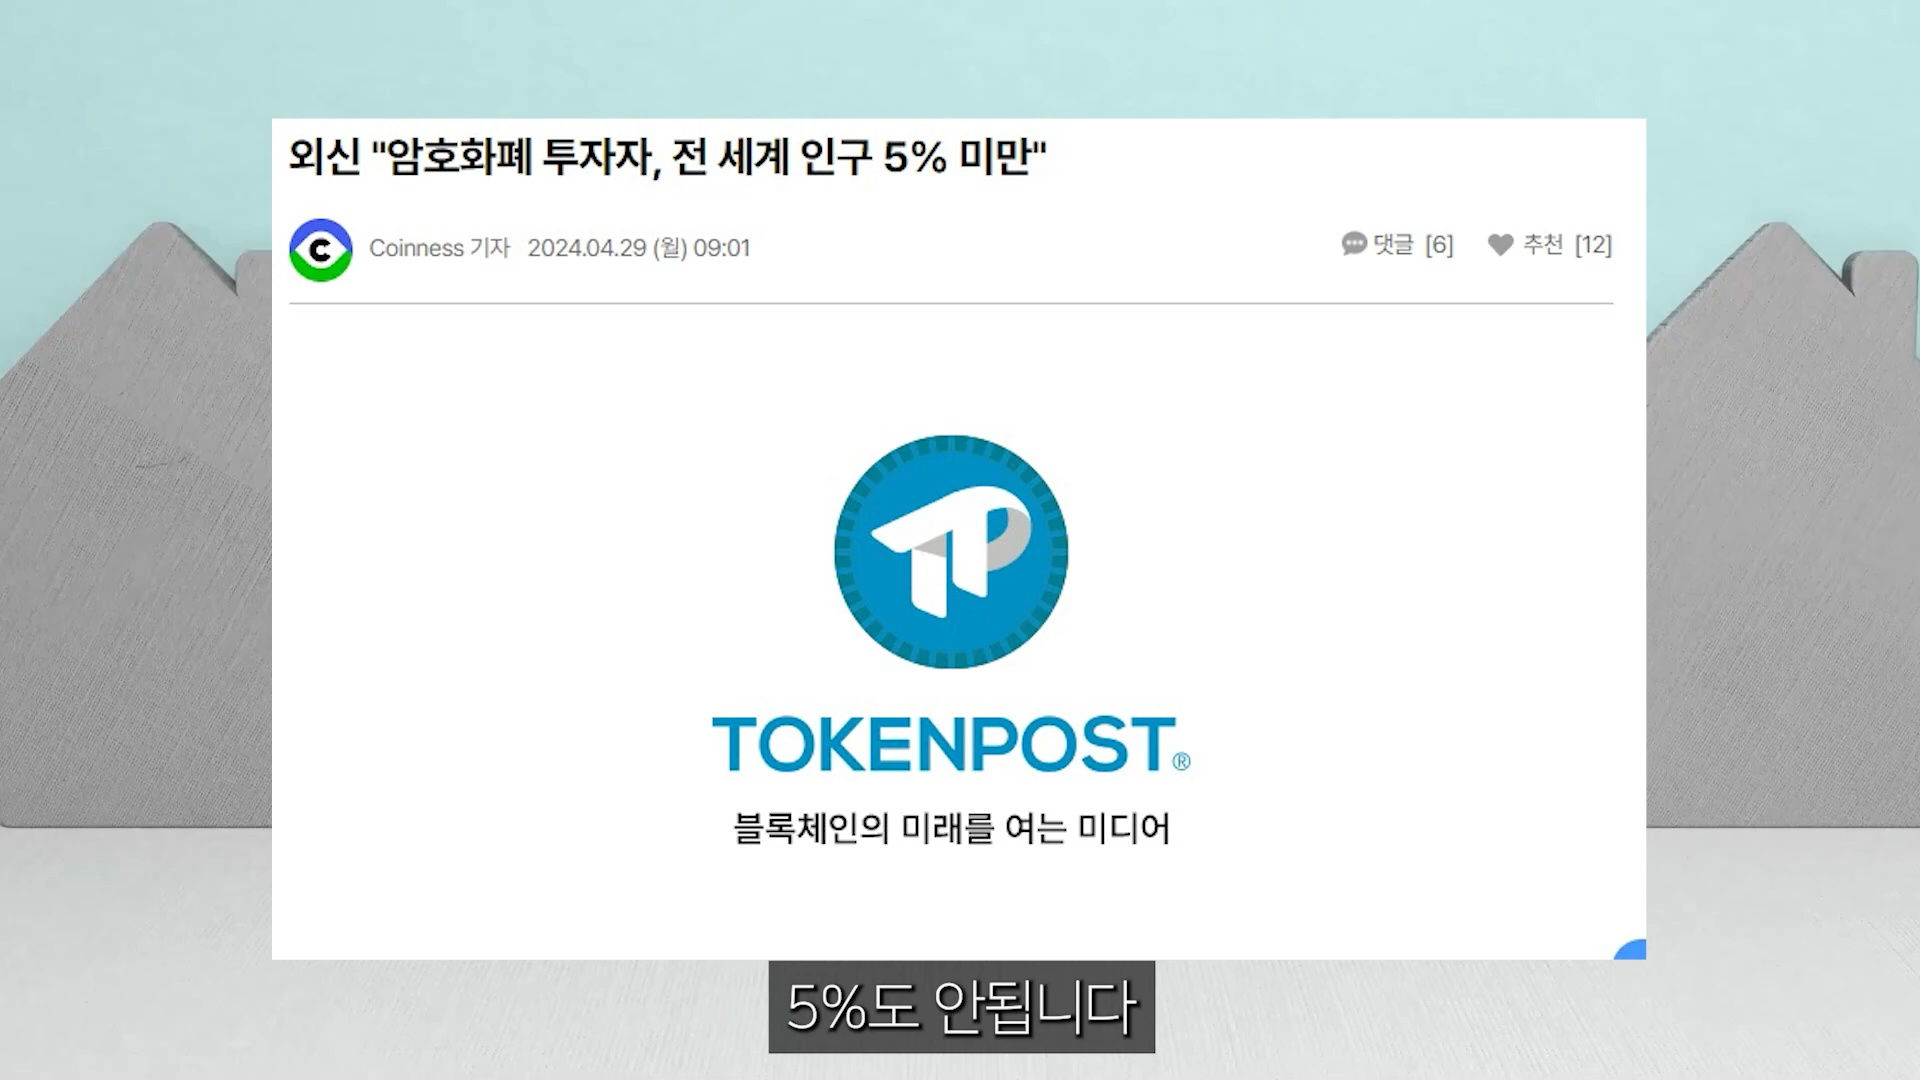 외신 "암호화폐 투자자, 전 세계 인구 5% 미만"
C
Coinness 기자 2024.04.29 (월) 09:01
댓글 [6] 추천 [12]
TP
TOKENPOST®
블록체인의 미래를 여는 미디어
5%도 안됩니다